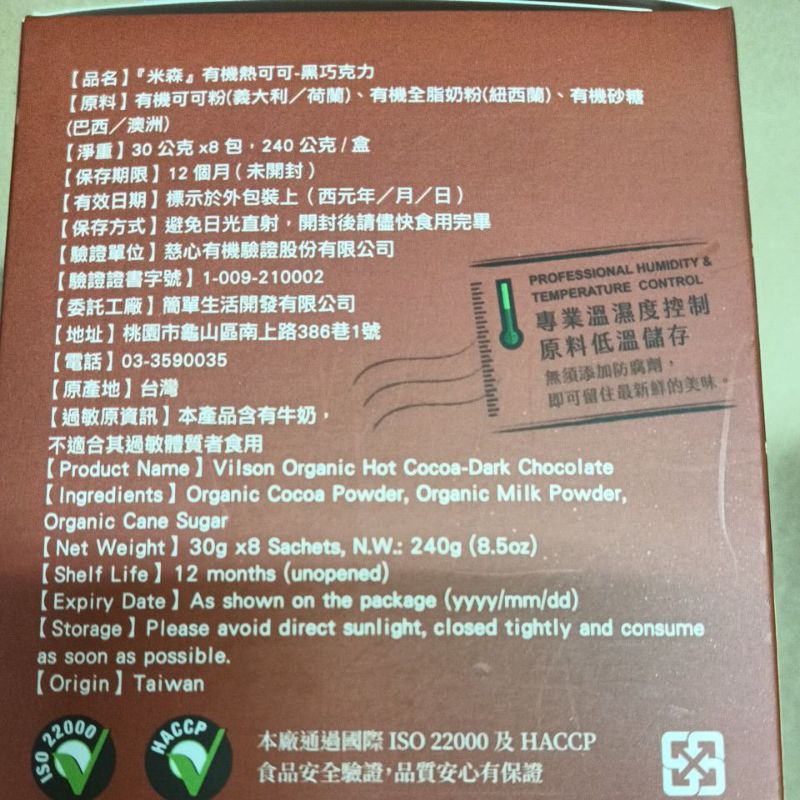 【品名】『米森』有機熱可可-黑巧克力
【原料】有機可可粉(義大利／荷蘭)、有機全脂奶粉(紐西蘭)、有機砂糖
(巴西／澳洲)
【淨重】30 公克 x8 包，240 公克 / 盒
【保存期限】12 個月 ( 未開封 )
【有效日期】標示於外包裝上（西元年／月／日）
【保存方式】避免日光直射，開封後請儘快食用完畢
【驗證單位】慈心有機驗證股份有限公司
【驗證證書字號】1-009-210002
【委託工廠】簡單生活開發有限公司
【地址】桃園市龜山區南上路386巷1號
【電話】03-3590035
【原產地】台灣
【過敏原資訊】本產品含有牛奶，
不適合其過敏體質者食用
PROFESSIONAL HUMIDITY &
TEMPERATURE CONTROL
專業溫濕度控制
原料低溫儲存
無須添加防腐劑，
即可留住最新鮮的美味。
【Product Name】Vilson Organic Hot Cocoa-Dark Chocolate
【Ingredients】Organic Cocoa Powder, Organic Milk Powder,
Organic Cane Sugar
【Net Weight】30g x8 Sachets, N.W.: 240g (8.5oz)
【Shelf Life】12 months (unopened)
【Expiry Date】As shown on the package (yyyy/mm/dd)
【Storage】Please avoid direct sunlight, closed tightly and consume
as soon as possible.
【Origin】Taiwan
ISO 22000
HACCP
本廠通過國際 ISO 22000 及 HACCP
食品安全驗證，品質安心有保證